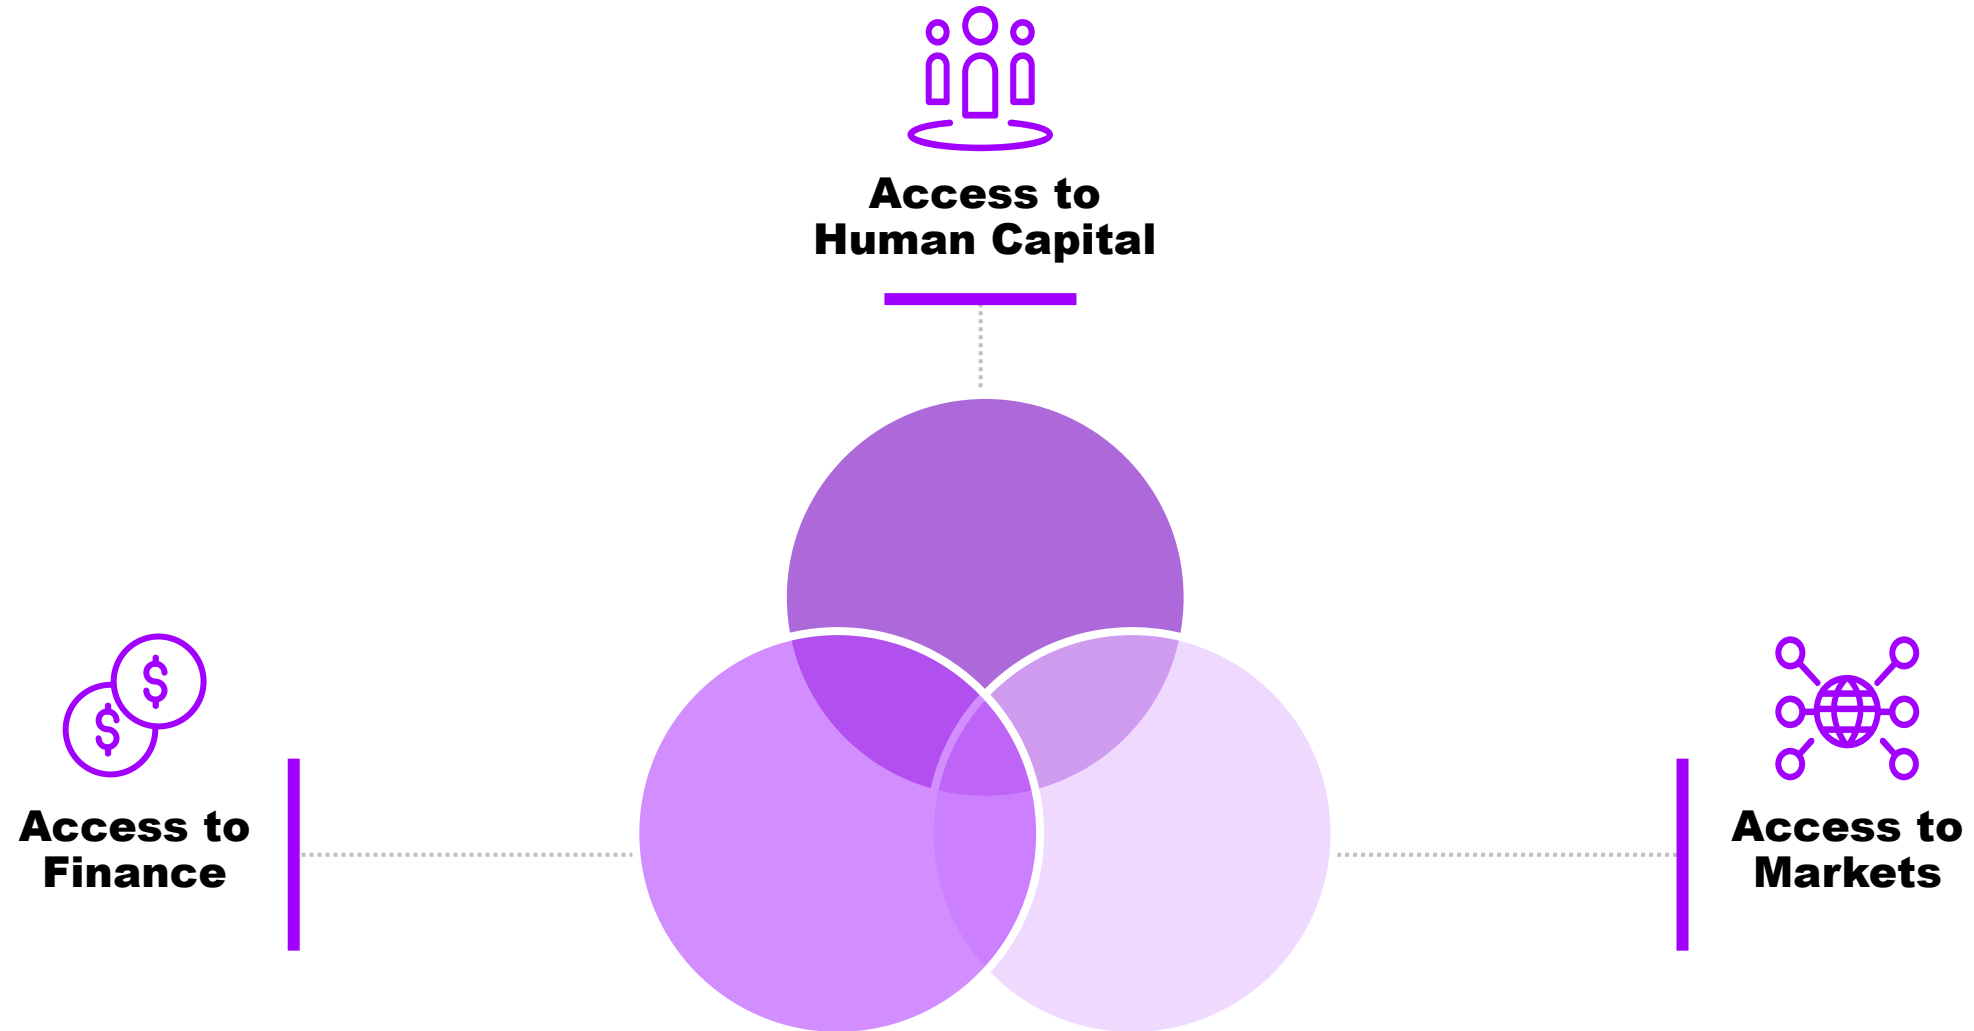 Access to
Human Capital
$
$
Access to
Finance
Access to
Markets